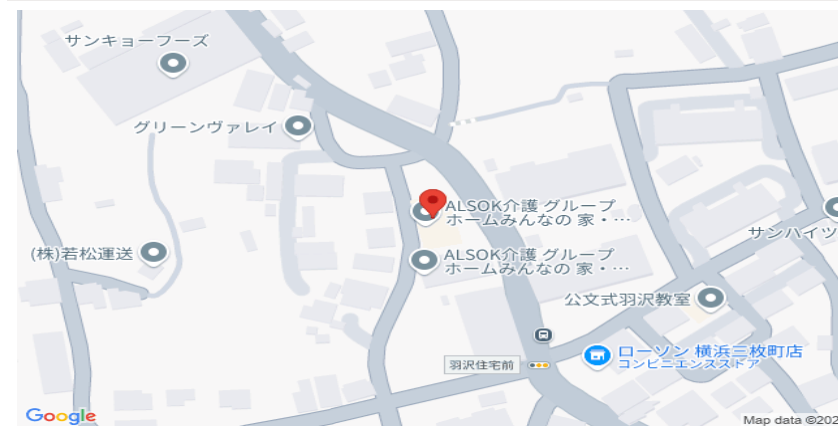 サンキョーフーズ
グリーンヴァレイ
ALSOK介護 グループ
ホームみんなの 家・…
サンハイツ
(株)若松運送
ALSOK介護 グループ
ホームみんなの 家・…
公文式羽沢教室
ローソン 横浜三枚町店
コンビニエンスストア
羽沢住宅前
Google
Map data ©202